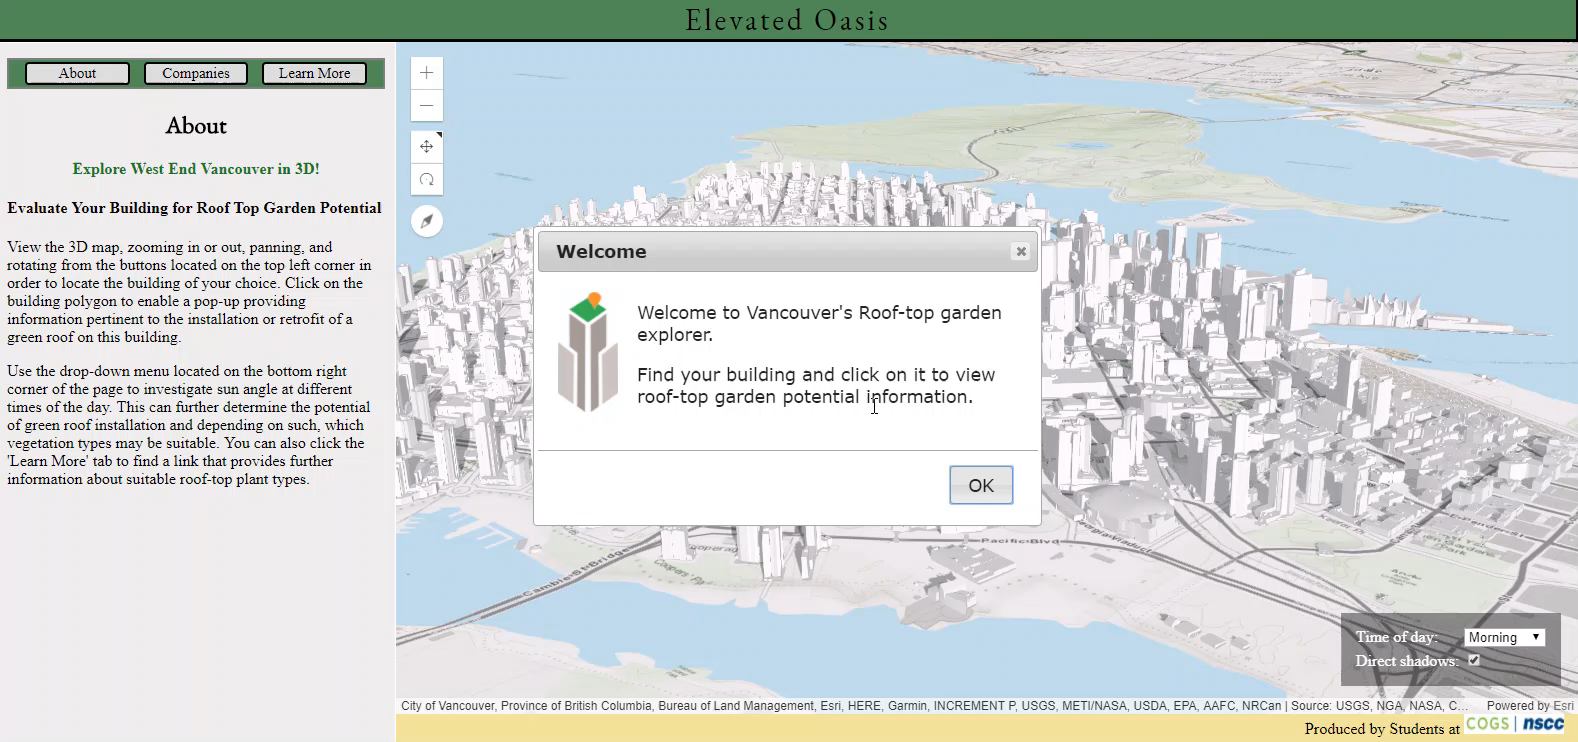 Elevated Oasis
About
Companies
Learn More
About
Explore West End Vancouver in 3D!
Evaluate Your Building for Roof Top Garden Potential
View the 3D map, zooming in or out, panning, and
rotating from the buttons located on the top left corner in
order to locate the building of your choice. Click on the
building polygon to enable a pop-up providing
information pertinent to the installation or retrofit of a
green roof on this building.
Use the drop-down menu located on the bottom right
corner of the page to investigate sun angle at different
times of the day. This can further determine the potential
of green roof installation and depending on such, which
vegetation types may be suitable. You can also click the
'Learn More' tab to find a link that provides further
information about suitable roof-top plant types.
Welcome
Welcome to Vancouver's Roof-top garden
explorer.
Find your building and click on it to view
roof-top garden potential information.
OK
Pacific Blvd
Cambie St Bridge
Time of day:
Morning
Direct shadows:
City of Vancouver, Province of British Columbia, Bureau of Land Management, Esri, HERE, Garmin, INCREMENT P, USGS, METI/NASA, USDA, EPA, AAFC, NRCan | Source: USGS, NGA, NASA, C...
Powered by Esri
Produced by Students at COGS | nscc